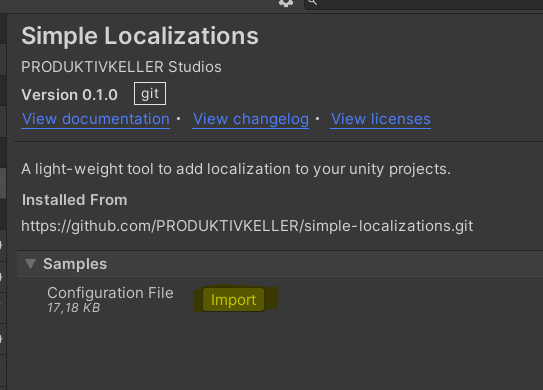 Simple Localizations
PRODUKTIVKELLER Studios
Version 0.1.0 git
View documentation • View changelog • View licenses
A light-weight tool to add localization to your unity projects.
Installed From
https://github.com/PRODUKTIVKELLER/simple-localizations.git
Samples
Configuration File Import
17,18 KB